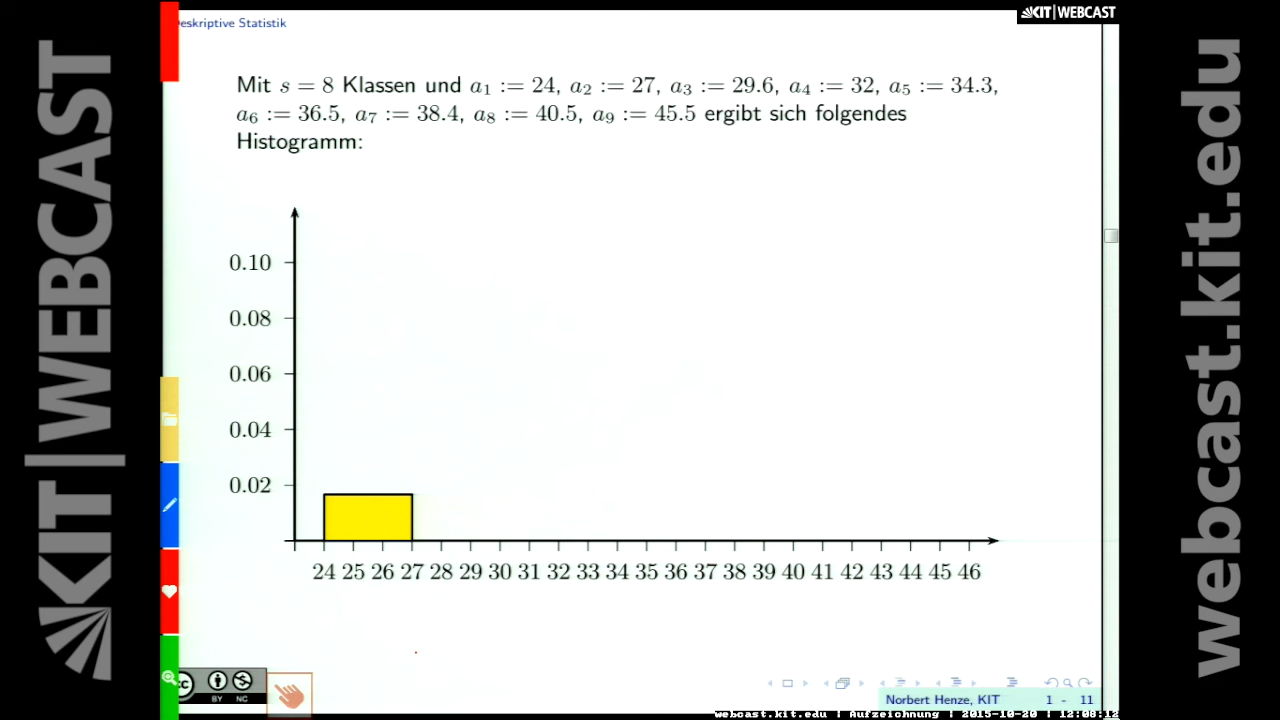 KIT|WEBCAST
webcast.kit.edu
KIT|WEBCAST
Deskriptive Statistik
Mit s = 8 Klassen und a₁ := 24, a₂ := 27, a₃ := 29.6, a₄ := 32, a₅ := 34.3,
a₆ := 36.5, a₇ := 38.4, a₈ := 40.5, a₉ := 45.5 ergibt sich folgendes
Histogramm:
0.10
0.08
0.06
0.04
0.02
24 25 26 27 28 29 30 31 32 33 34 35 36 37 38 39 40 41 42 43 44 45 46
cc BY NC
Norbert Henze, KIT 1 - 11
webcast.kit.edu | Aufzeichnung | 2015-10-20 | 12:08:12